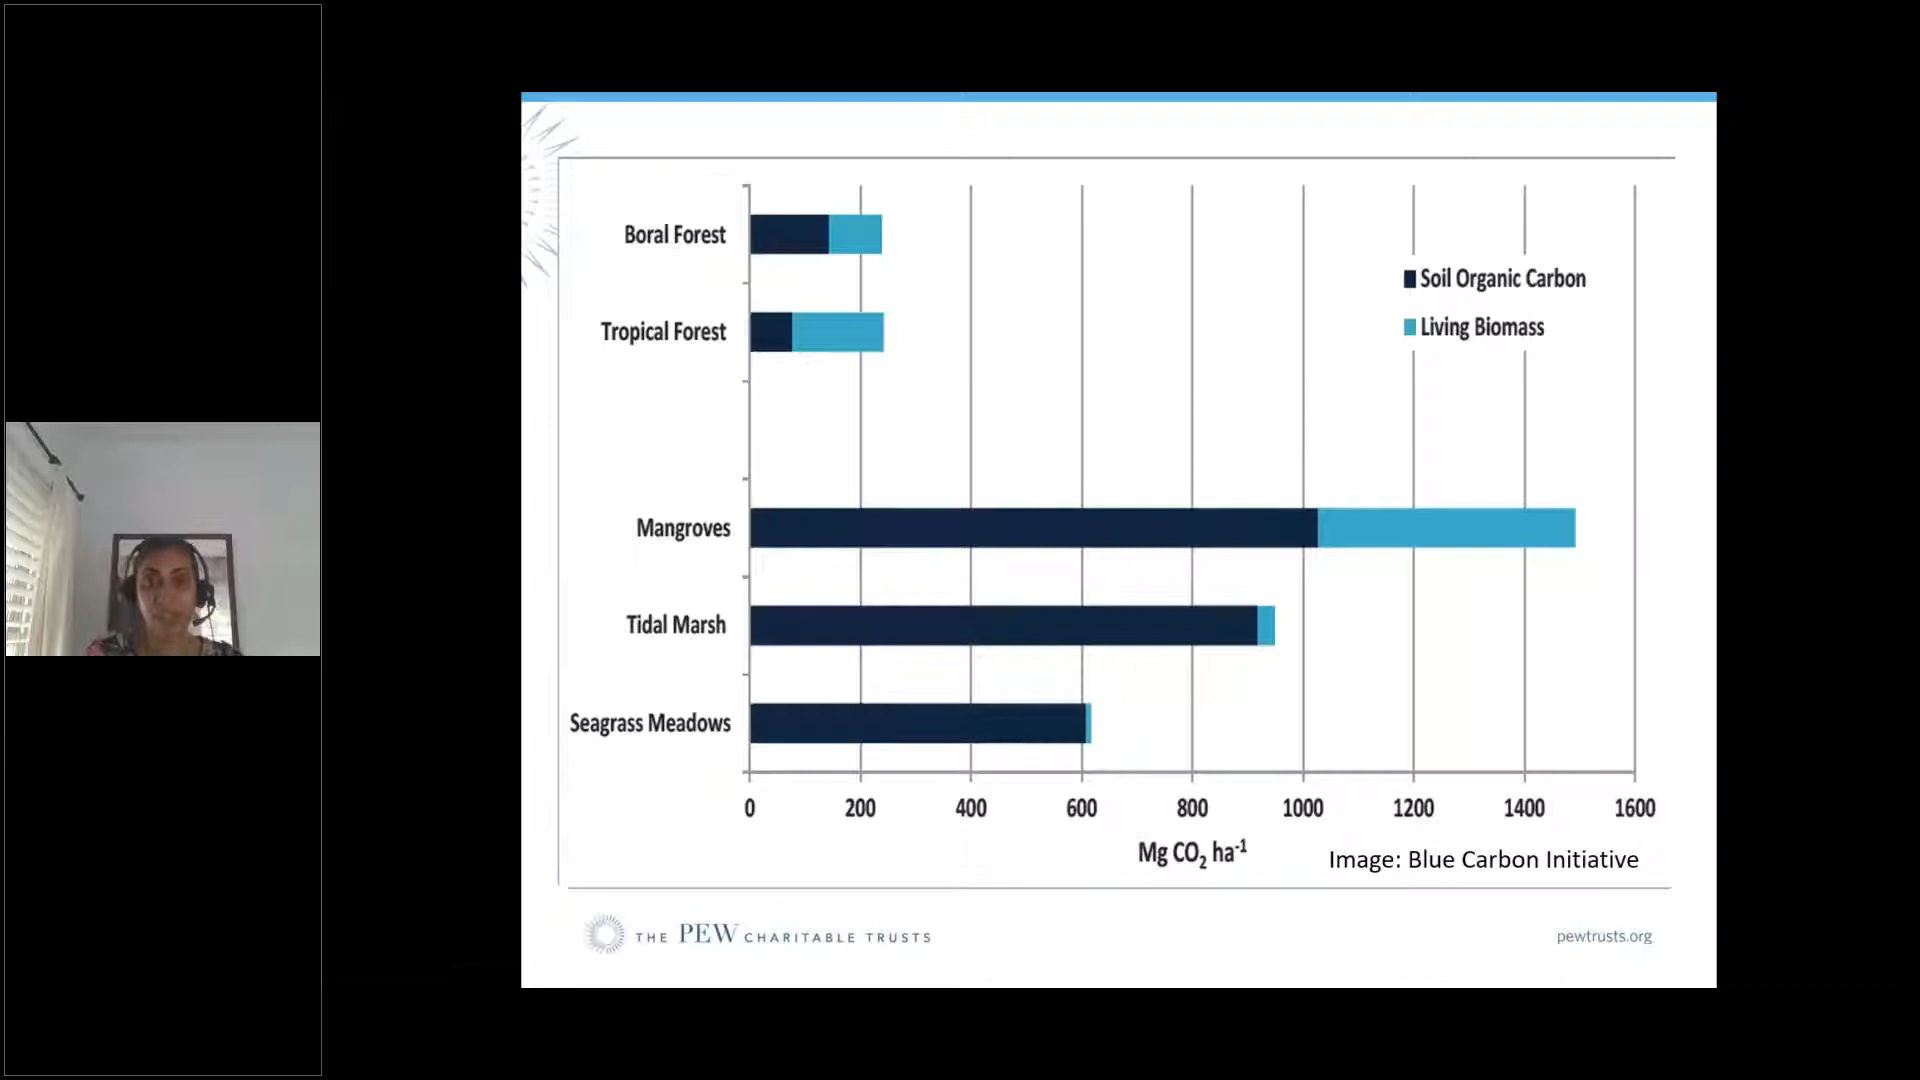 Boral Forest
Soil Organic Carbon
Tropical Forest
Living Biomass
Mangroves
Tidal Marsh
Seagrass Meadows
0 200 400 600 800 1000 1200 1400 1600
Mg CO₂ ha⁻¹
Image: Blue Carbon Initiative
THE PEW CHARITABLE TRUSTS
pewtrusts.org